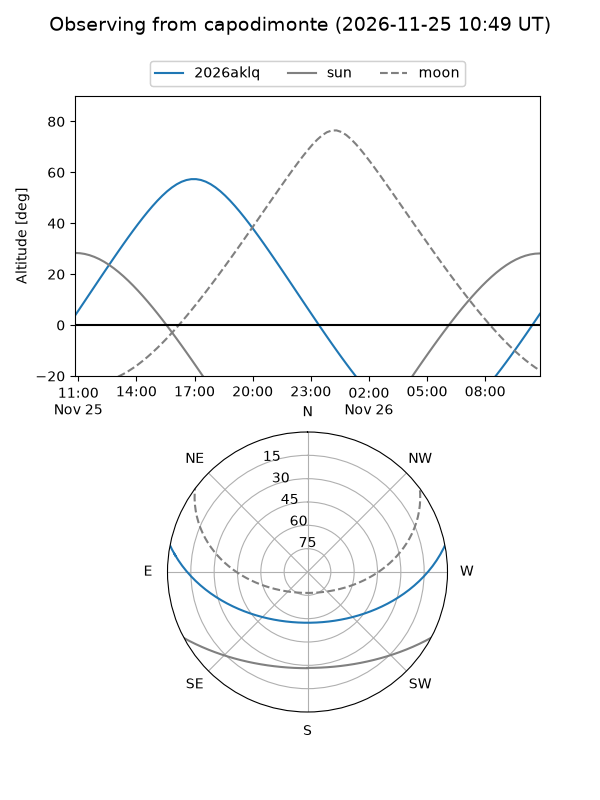 Observing from capodimonte (2026-11-25 10:49 UT)
2026aklq sun moon
Altitude [deg]
80
60
40
20
0
−20
11:00 14:00 17:00 20:00 23:00 02:00 05:00 08:00
Nov 25 Nov 26
N
NE NW
15
30
45
60
75
E W
SE SW
S